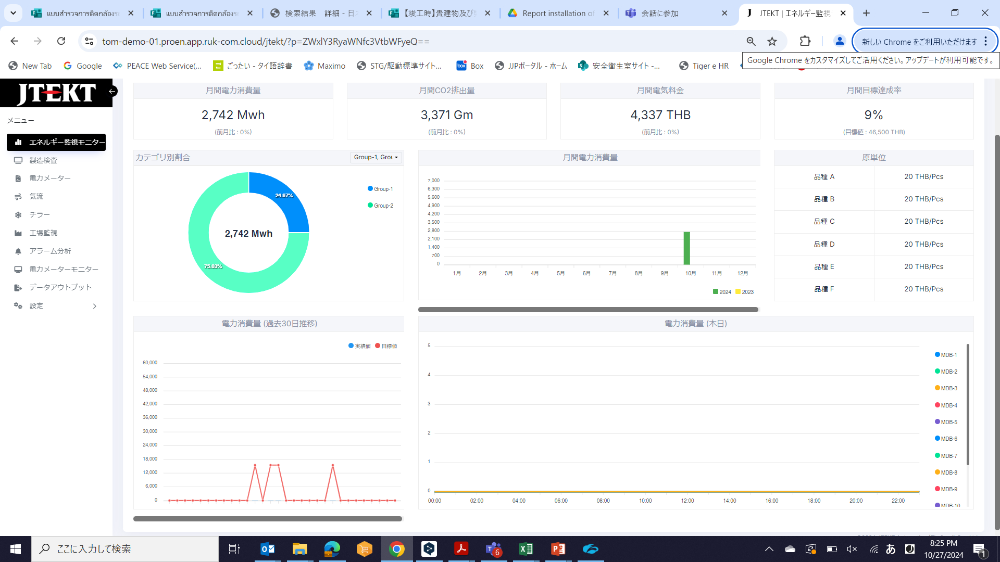 แบบสำรวจการติดกล้องร
แบบสำรวจการติดกล้องร
検索結果 詳細 - 日
【竣工時】貴建物及び
Report installation of
会話に参加
JTEKT | エネルギー監視
tom-demo-01.proen.app.ruk-com.cloud/jtekt/?p=ZWxlY3RyaWNfc3VtbWFyeQ==
新しい Chrome をご利用いただけます
New Tab
Google
PEACE Web Service(...
ごったい - タイ語辞書
Maximo
STG/駆動標準サイト...
Box
JJPポータル - ホーム
安全衛生室サイト -...
Tiger e HR
Google Chrome をカスタマイズしてご活用ください。アップデートが利用可能です。
JTEKT
メニュー
エネルギー監視モニター
製造検査
電力メーター
気流
チラー
工場監視
アラーム分析
電力メーターモニター
データアウトプット
設定
月間電力消費量
2,742 Mwh
(前月比 : 0%)
月間CO2排出量
3,371 Gm
(前月比 : 0%)
月間電気料金
4,337 THB
(前月比 : 0%)
月間目標達成率
9%
(目標値 : 46,500 THB)
カテゴリ別割合
Group-1, Grou
24.97%
75.03%
2,742 Mwh
Group-1
Group-2
月間電力消費量
7,000
6,300
5,600
4,900
4,200
3,500
2,800
2,100
1,400
700
0
1月 2月 3月 4月 5月 6月 7月 8月 9月 10月 11月 12月
2024 2023
原単位
品種 A 20 THB/Pcs
品種 B 20 THB/Pcs
品種 C 20 THB/Pcs
品種 D 20 THB/Pcs
品種 E 20 THB/Pcs
品種 F 20 THB/Pcs
電力消費量 (過去30日推移)
実績値 目標値
60,000
54,000
48,000
42,000
36,000
30,000
24,000
18,000
12,000
6,000
0
電力消費量 (本日)
5
4
3
2
1
0
00:00 02:00 04:00 06:00 08:00 10:00 12:00 14:00 16:00 18:00 20:00 22:00
MDB-1
MDB-2
MDB-3
MDB-4
MDB-5
MDB-6
MDB-7
MDB-8
MDB-9
MDB-10
ここに入力して検索
6
あ
8:25 PM
10/27/2024
1